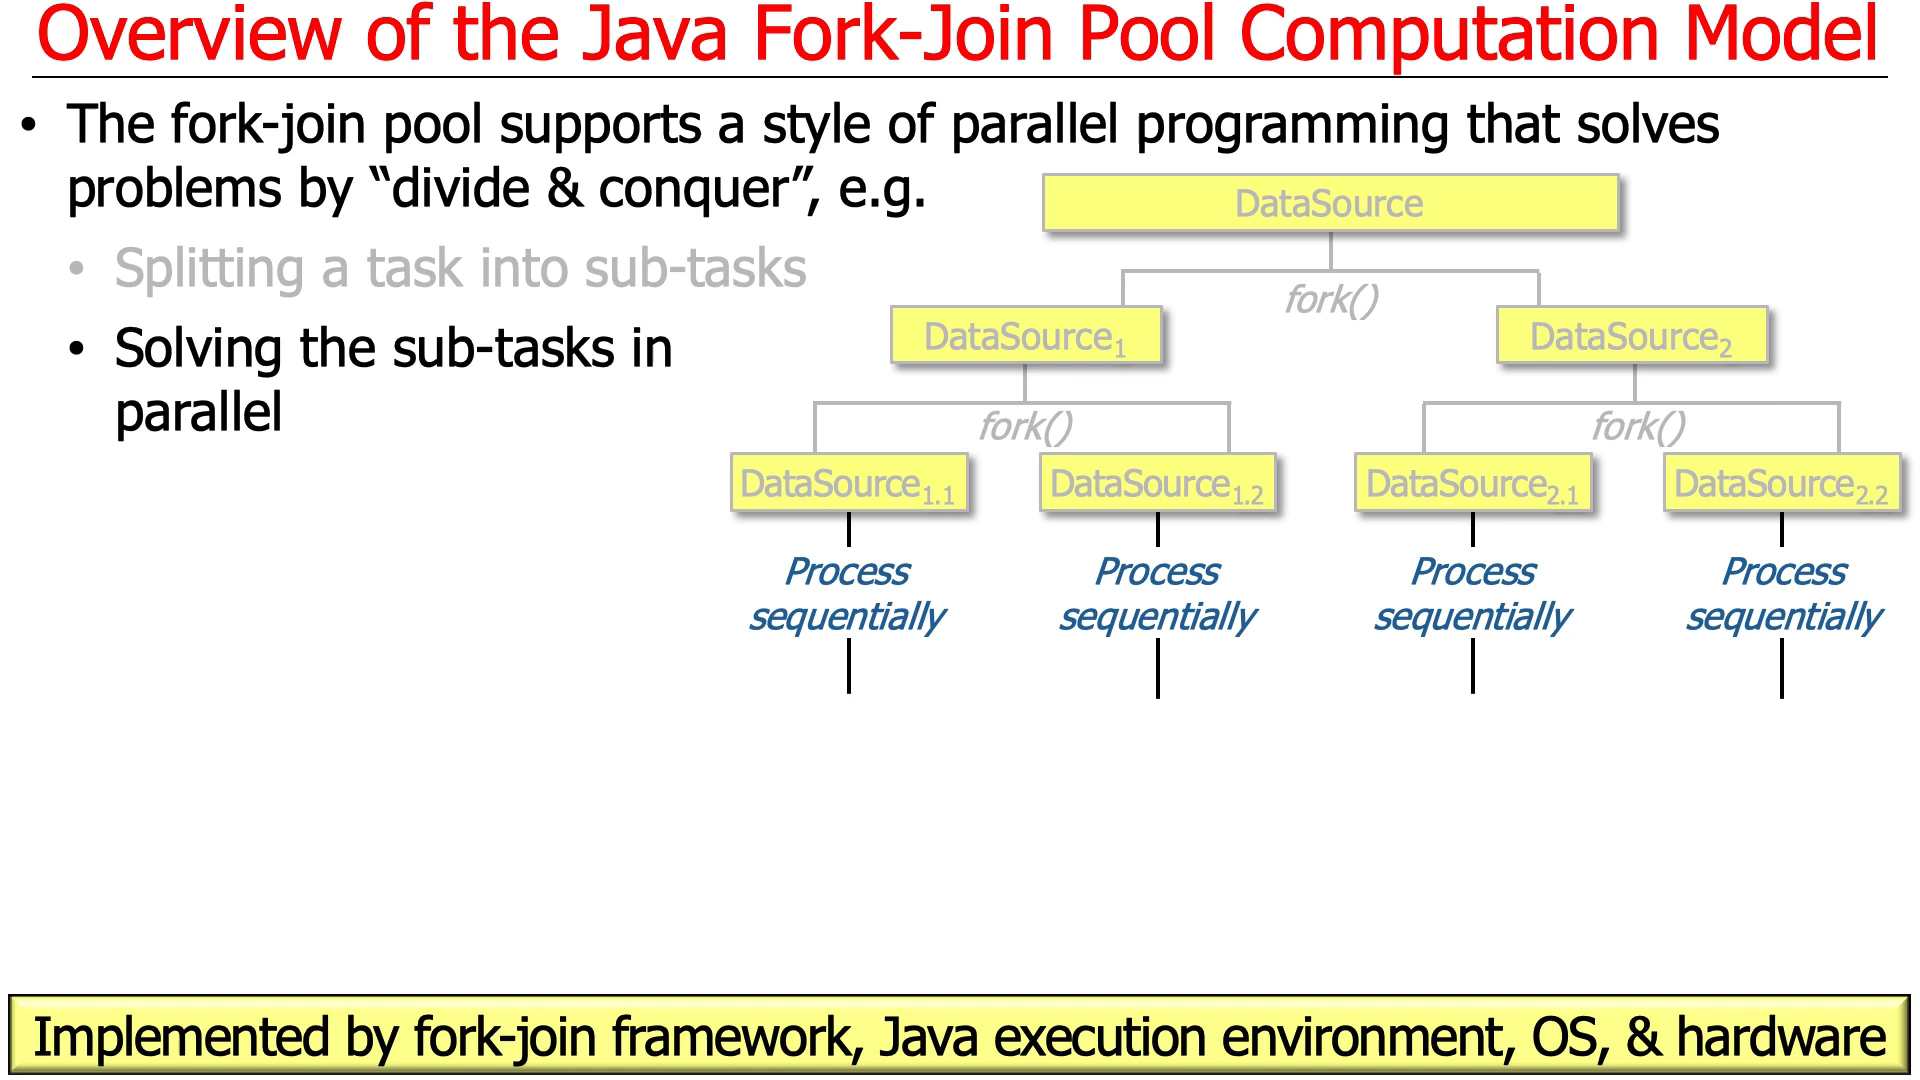 Overview of the Java Fork-Join Pool Computation Model
• The fork-join pool supports a style of parallel programming that solves
problems by “divide & conquer”, e.g.
• Splitting a task into sub-tasks
• Solving the sub-tasks in
parallel
DataSource
fork()
DataSource1 DataSource2
fork() fork()
DataSource1.1 DataSource1.2 DataSource2.1 DataSource2.2
Process Process Process Process
sequentially sequentially sequentially sequentially
Implemented by fork-join framework, Java execution environment, OS, & hardware